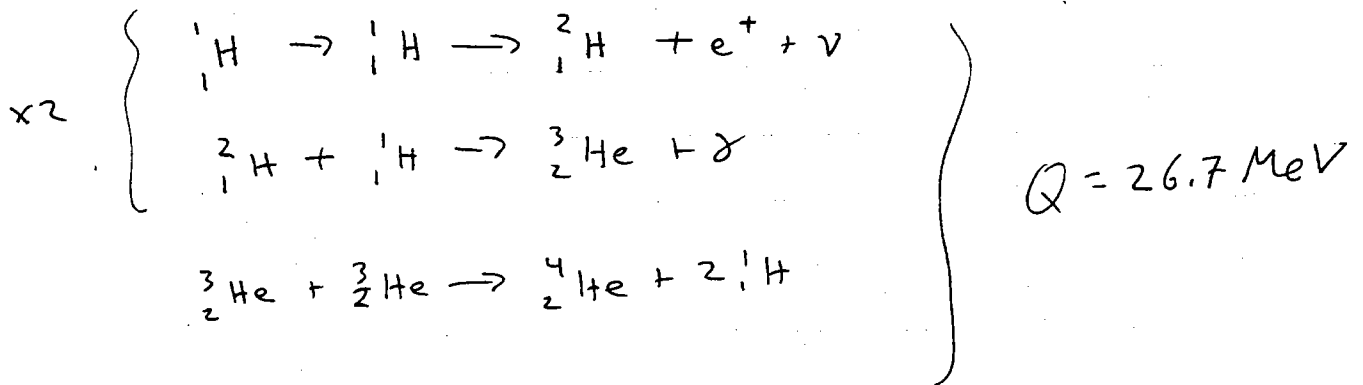 ¹₁H → ¹₁H → ²₁H + e⁺ + ν
x2
²₁H + ¹₁H → ³₂He + γ
Q = 26.7 MeV
³₂He + ³₂He → ⁴₂He + 2 ¹₁H